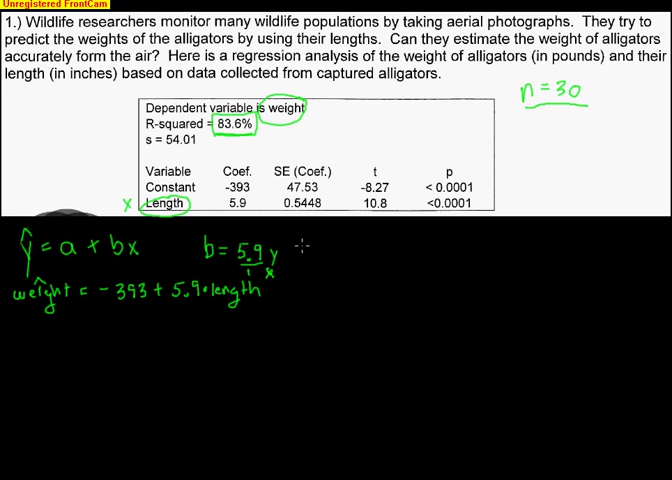 Unregistered FrontCam
1.) Wildlife researchers monitor many wildlife populations by taking aerial photographs. They try to
predict the weights of the alligators by using their lengths. Can they estimate the weight of alligators
accurately form the air? Here is a regression analysis of the weight of alligators (in pounds) and their
length (in inches) based on data collected from captured alligators.
n = 30
Dependent variable is weight
R-squared = 83.6%
s = 54.01
Variable Coef. SE (Coef.) t p
Constant -393 47.53 -8.27 < 0.0001
x Length 5.9 0.5448 10.8 <0.0001
ŷ = a + bx b = 5.9 y
1 x
weight = - 393 + 5.9 · length